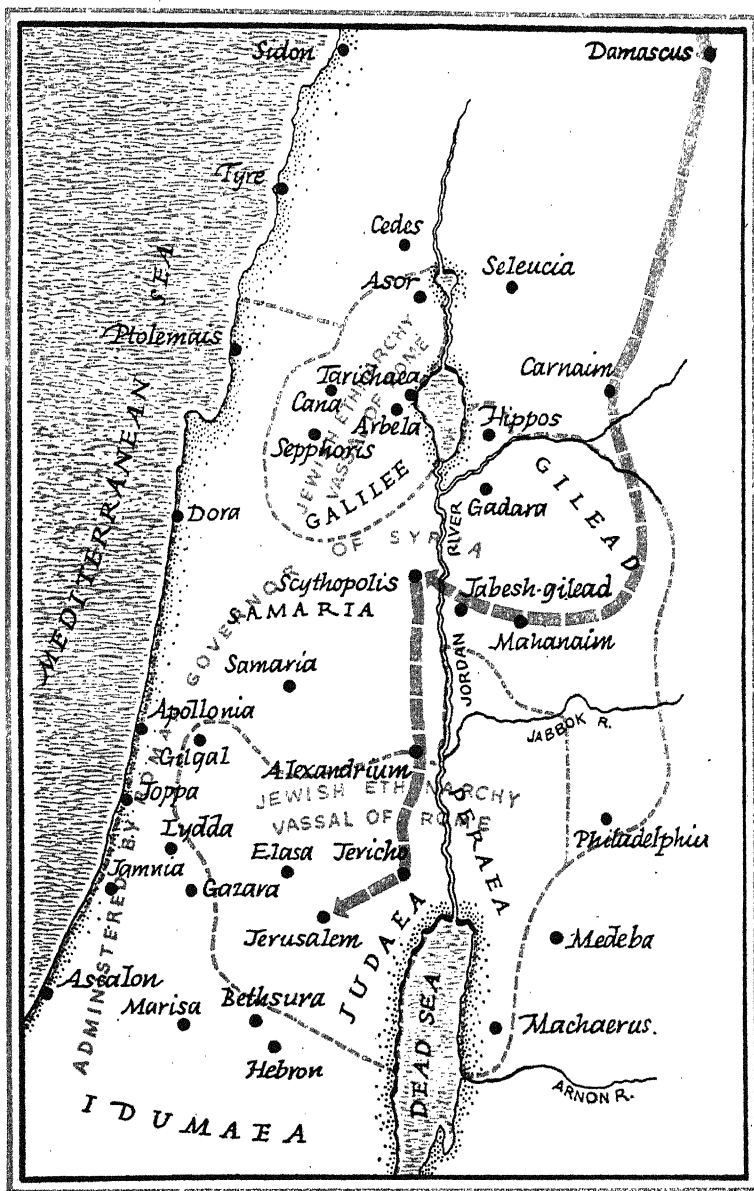 Sidon
Damascus
Tyre
Cedes
Asor
Seleucia
MEDITERRANEAN SEA
Ptolemais
Carnaim
Tarichaea
Cana
Arbela
Hippos
Sepphoris
JEWISH ETHNARCHY
VASSAL OF ROME
GALILEE
GILEAD
Gadara
Dora
RIVER JORDAN
ADMINISTERED BY ROMAN GOVERNOR OF SYRIA
Scythopolis
Jabesh-gilead
SAMARIA
Mahanaim
Samaria
Apollonia
JABBOK R.
Gilgal
Alexandrium
Joppa
JEWISH ETHNARCHY
VASSAL OF ROME
PERAEA
Philadelphia
Lydda
Elasa
Jericho
Jamnia
Gazara
Jerusalem
JUDAEA
Medeba
Ascalon
Marisa
Bethsura
DEAD SEA
Machaerus.
Hebron
ARNON R.
IDUMAEA